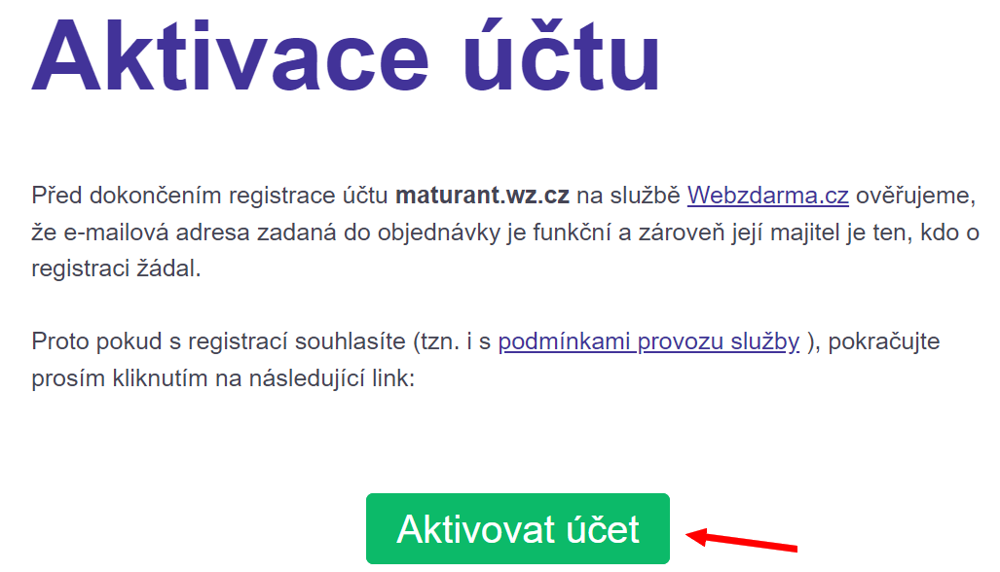 Aktivace účtu
Před dokončením registrace účtu maturant.wz.cz na službě Webzdarma.cz ověřujeme,
že e-mailová adresa zadaná do objednávky je funkční a zároveň její majitel je ten, kdo o
registraci žádal.
Proto pokud s registrací souhlasíte (tzn. i s podmínkami provozu služby ), pokračujte
prosím kliknutím na následující link:
Aktivovat účet